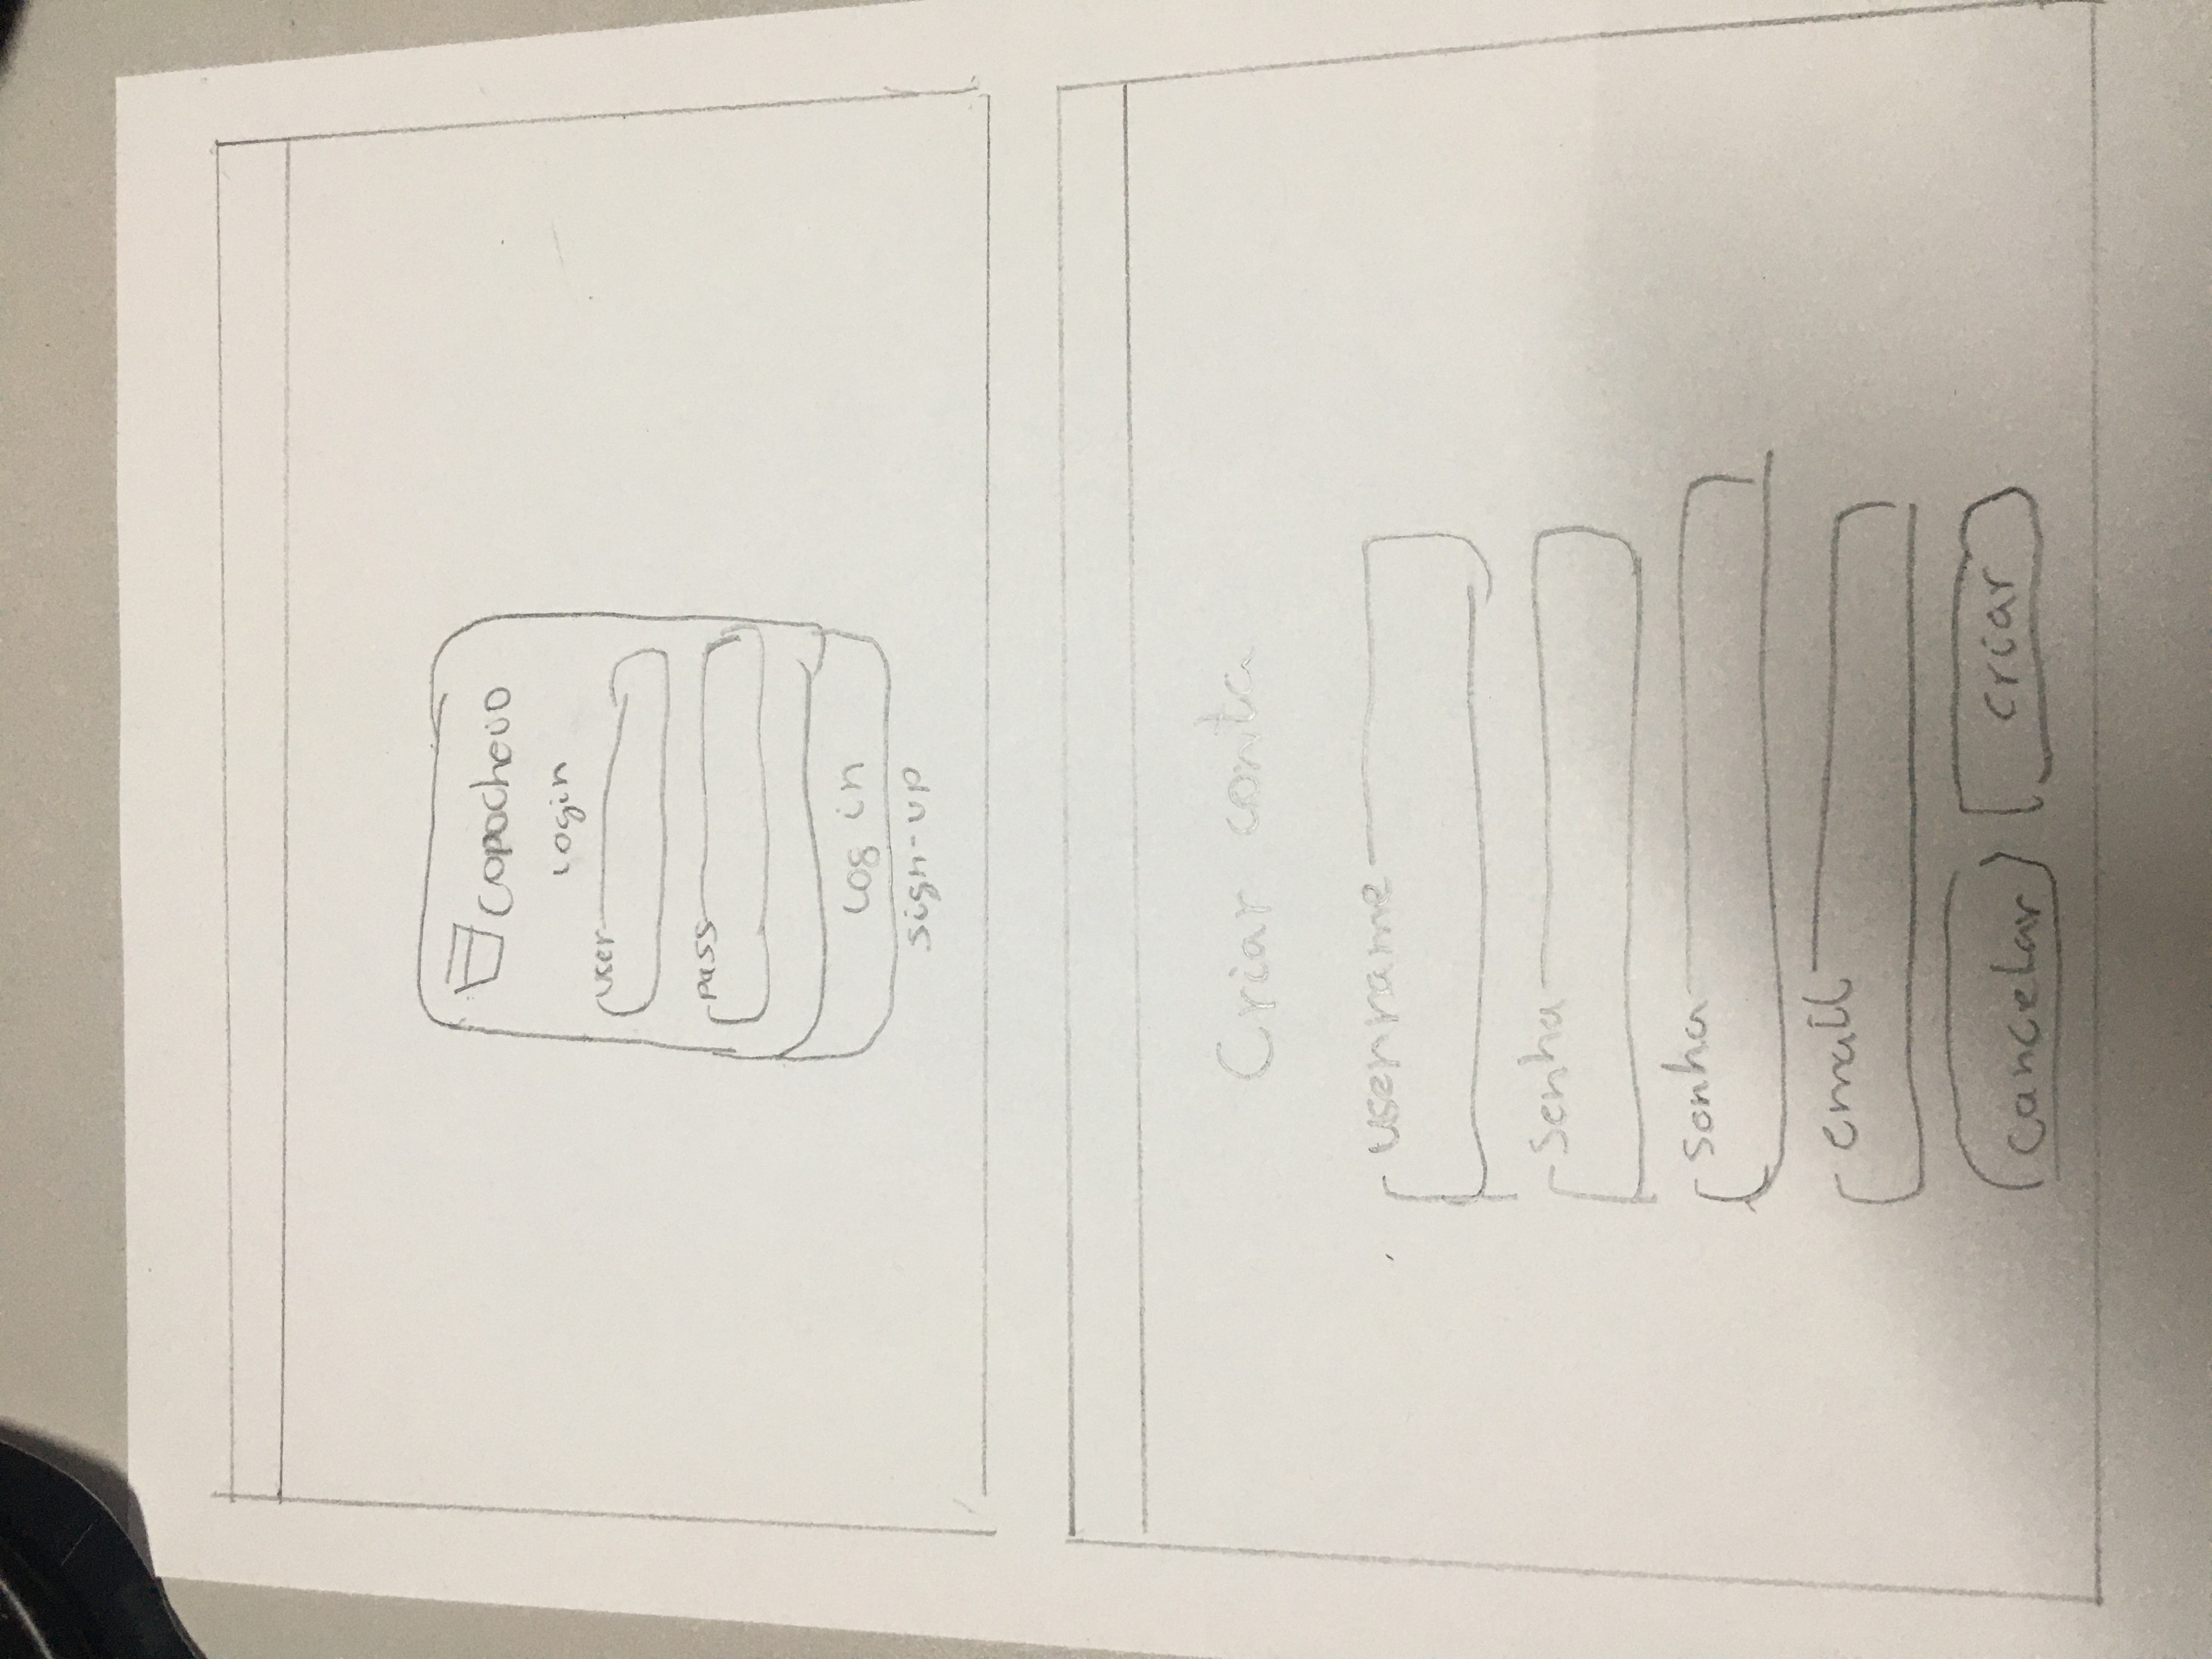 copocheio
login
user
pass
Log in
sign-up
Criar conta
username
Senha
senha
email
cancelar
criar